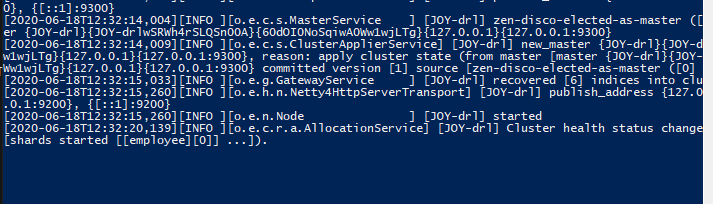 0}, {[::1]:9300}
[2020-06-18T12:32:14,004][INFO ][o.e.c.s.MasterService    ] [JOY-drl] zen-disco-elected-as-master ([
er {JOY-drl}{JOY-drlwSRWh4rSLQSn0OA}{60dOI0NoSqiwAOWw1wjLTg}{127.0.0.1}{127.0.0.1:9300}
[2020-06-18T12:32:14,009][INFO ][o.e.c.s.ClusterApplierService] [JOY-drl] new_master {JOY-drl}{JOY-d
w1wjLTg}{127.0.0.1}{127.0.0.1:9300}, reason: apply cluster state (from master [master {JOY-drl}{JOY-
Ww1wjLTg}{127.0.0.1}{127.0.0.1:9300} committed version [1] source [zen-disco-elected-as-master ([0]
[2020-06-18T12:32:15,033][INFO ][o.e.g.GatewayService     ] [JOY-drl] recovered [6] indices into clu
[2020-06-18T12:32:15,260][INFO ][o.e.h.n.Netty4HttpServerTransport] [JOY-drl] publish_address {127.0
.0.1:9200}, {[::1]:9200}
[2020-06-18T12:32:15,260][INFO ][o.e.n.Node               ] [JOY-drl] started
[2020-06-18T12:32:20,139][INFO ][o.e.c.r.a.AllocationService] [JOY-drl] Cluster health status change
[shards started [[employee][0]] ...]).